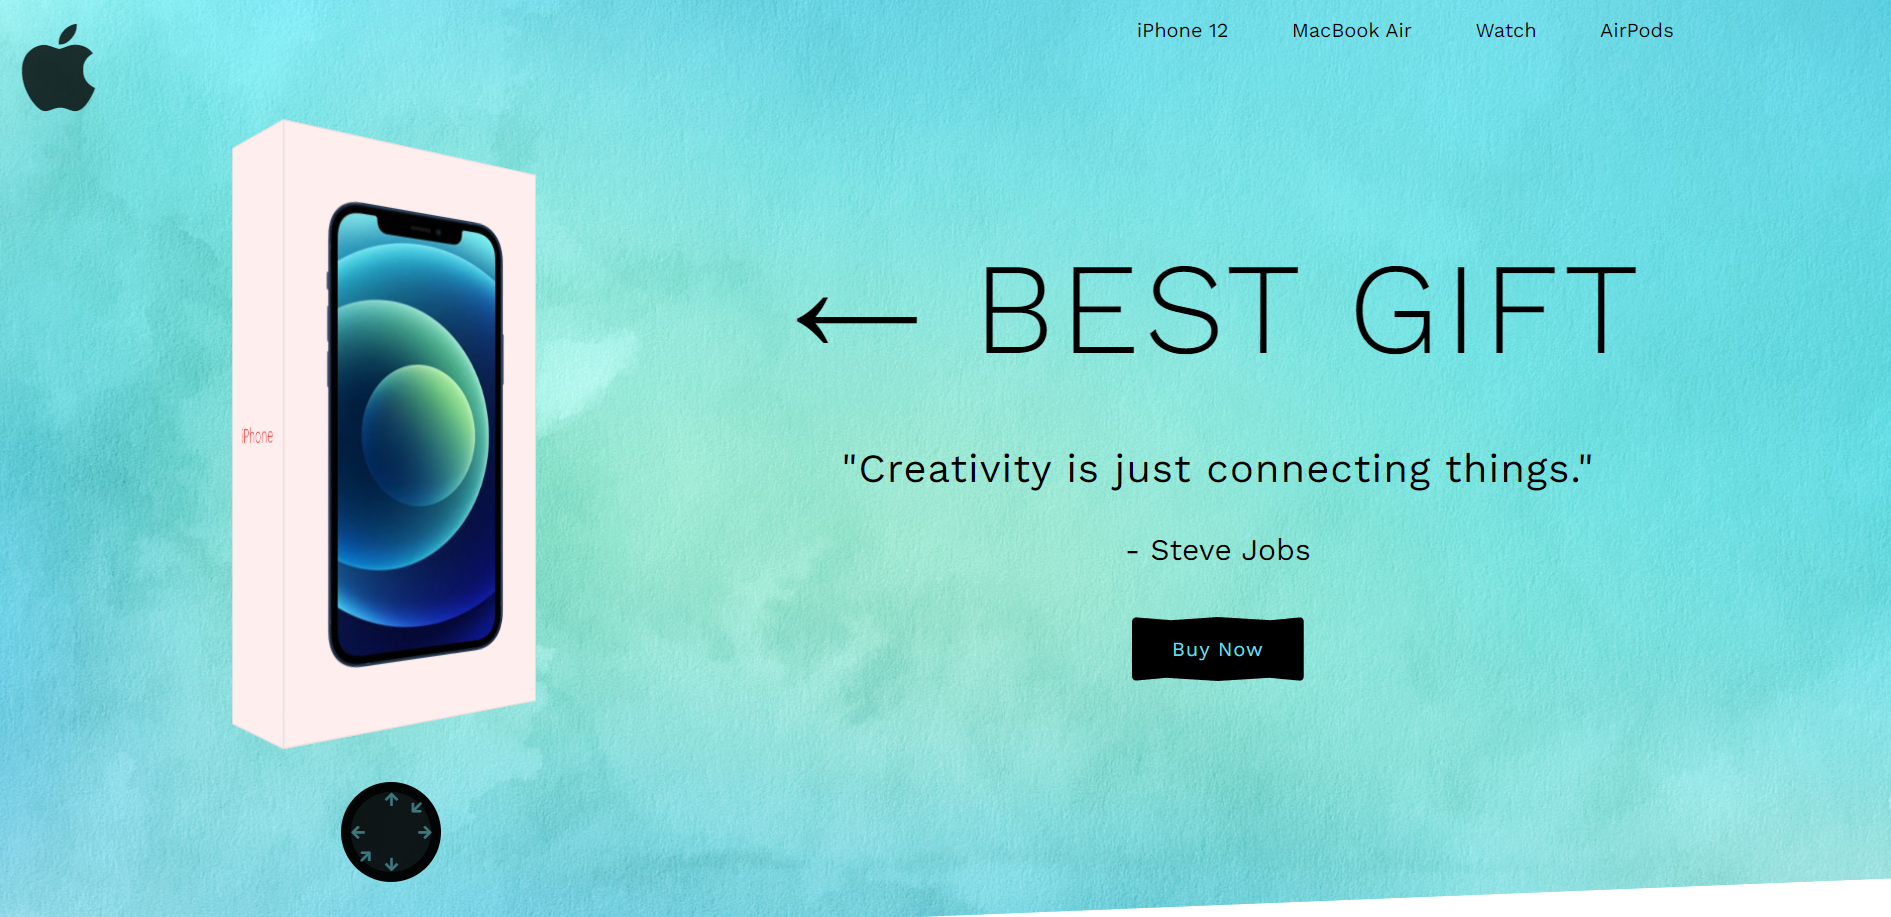 iPhone 12 MacBook Air Watch AirPods
← BEST GIFT
iPhone
"Creativity is just connecting things."
- Steve Jobs
Buy Now